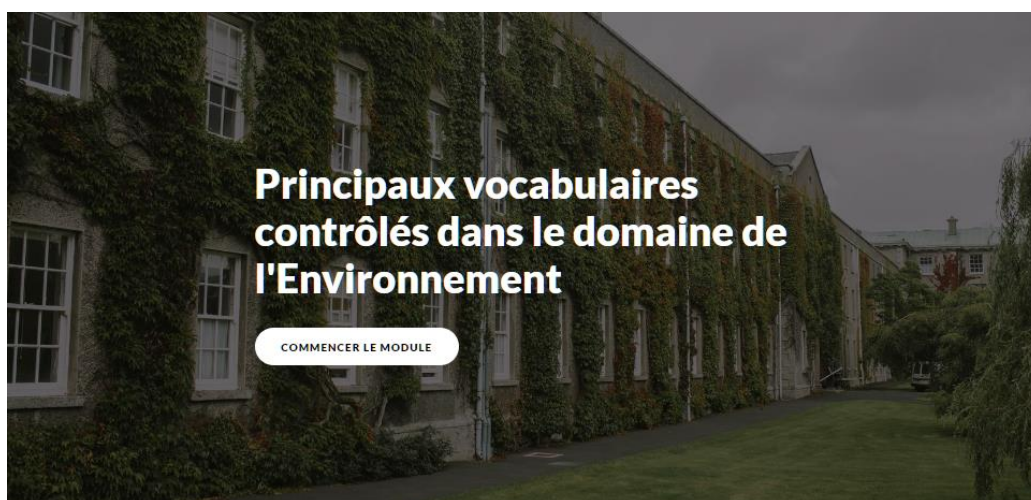 Principaux vocabulaires
contrôlés dans le domaine de
l'Environnement
COMMENCER LE MODULE